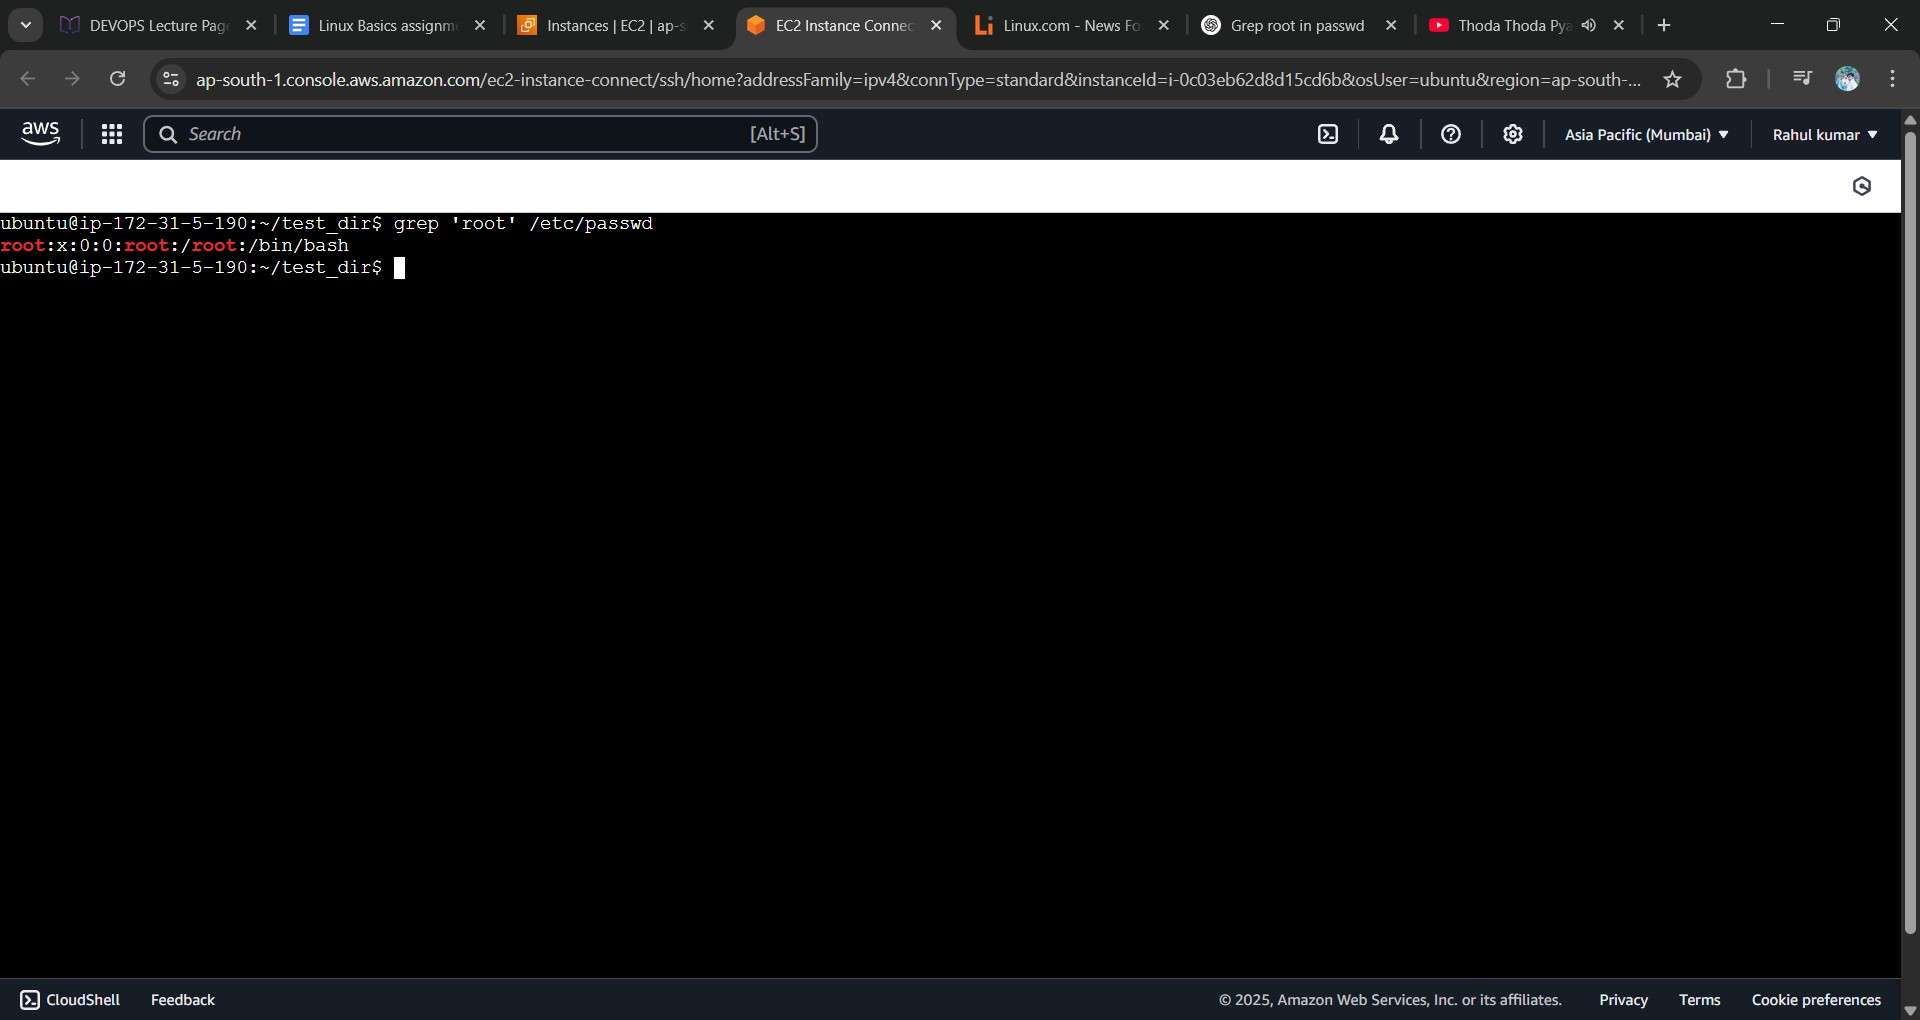 DEVOPS Lecture Pag
Linux Basics assignm
Instances | EC2 | ap-s
EC2 Instance Connec
Linux.com - News Fo
Grep root in passwd
Thoda Thoda Pya
ap-south-1.console.aws.amazon.com/ec2-instance-connect/ssh/home?addressFamily=ipv4&connType=standard&instanceId=i-0c03eb62d8d15cd6b&osUser=ubuntu&region=ap-south-...
aws
Search
[Alt+S]
Asia Pacific (Mumbai)
Rahul kumar
ubuntu@ip-172-31-5-190:~/test_dir$ grep 'root' /etc/passwd
root:x:0:0:root:/root:/bin/bash
ubuntu@ip-172-31-5-190:~/test_dir$
CloudShell
Feedback
© 2025, Amazon Web Services, Inc. or its affiliates.
Privacy
Terms
Cookie preferences